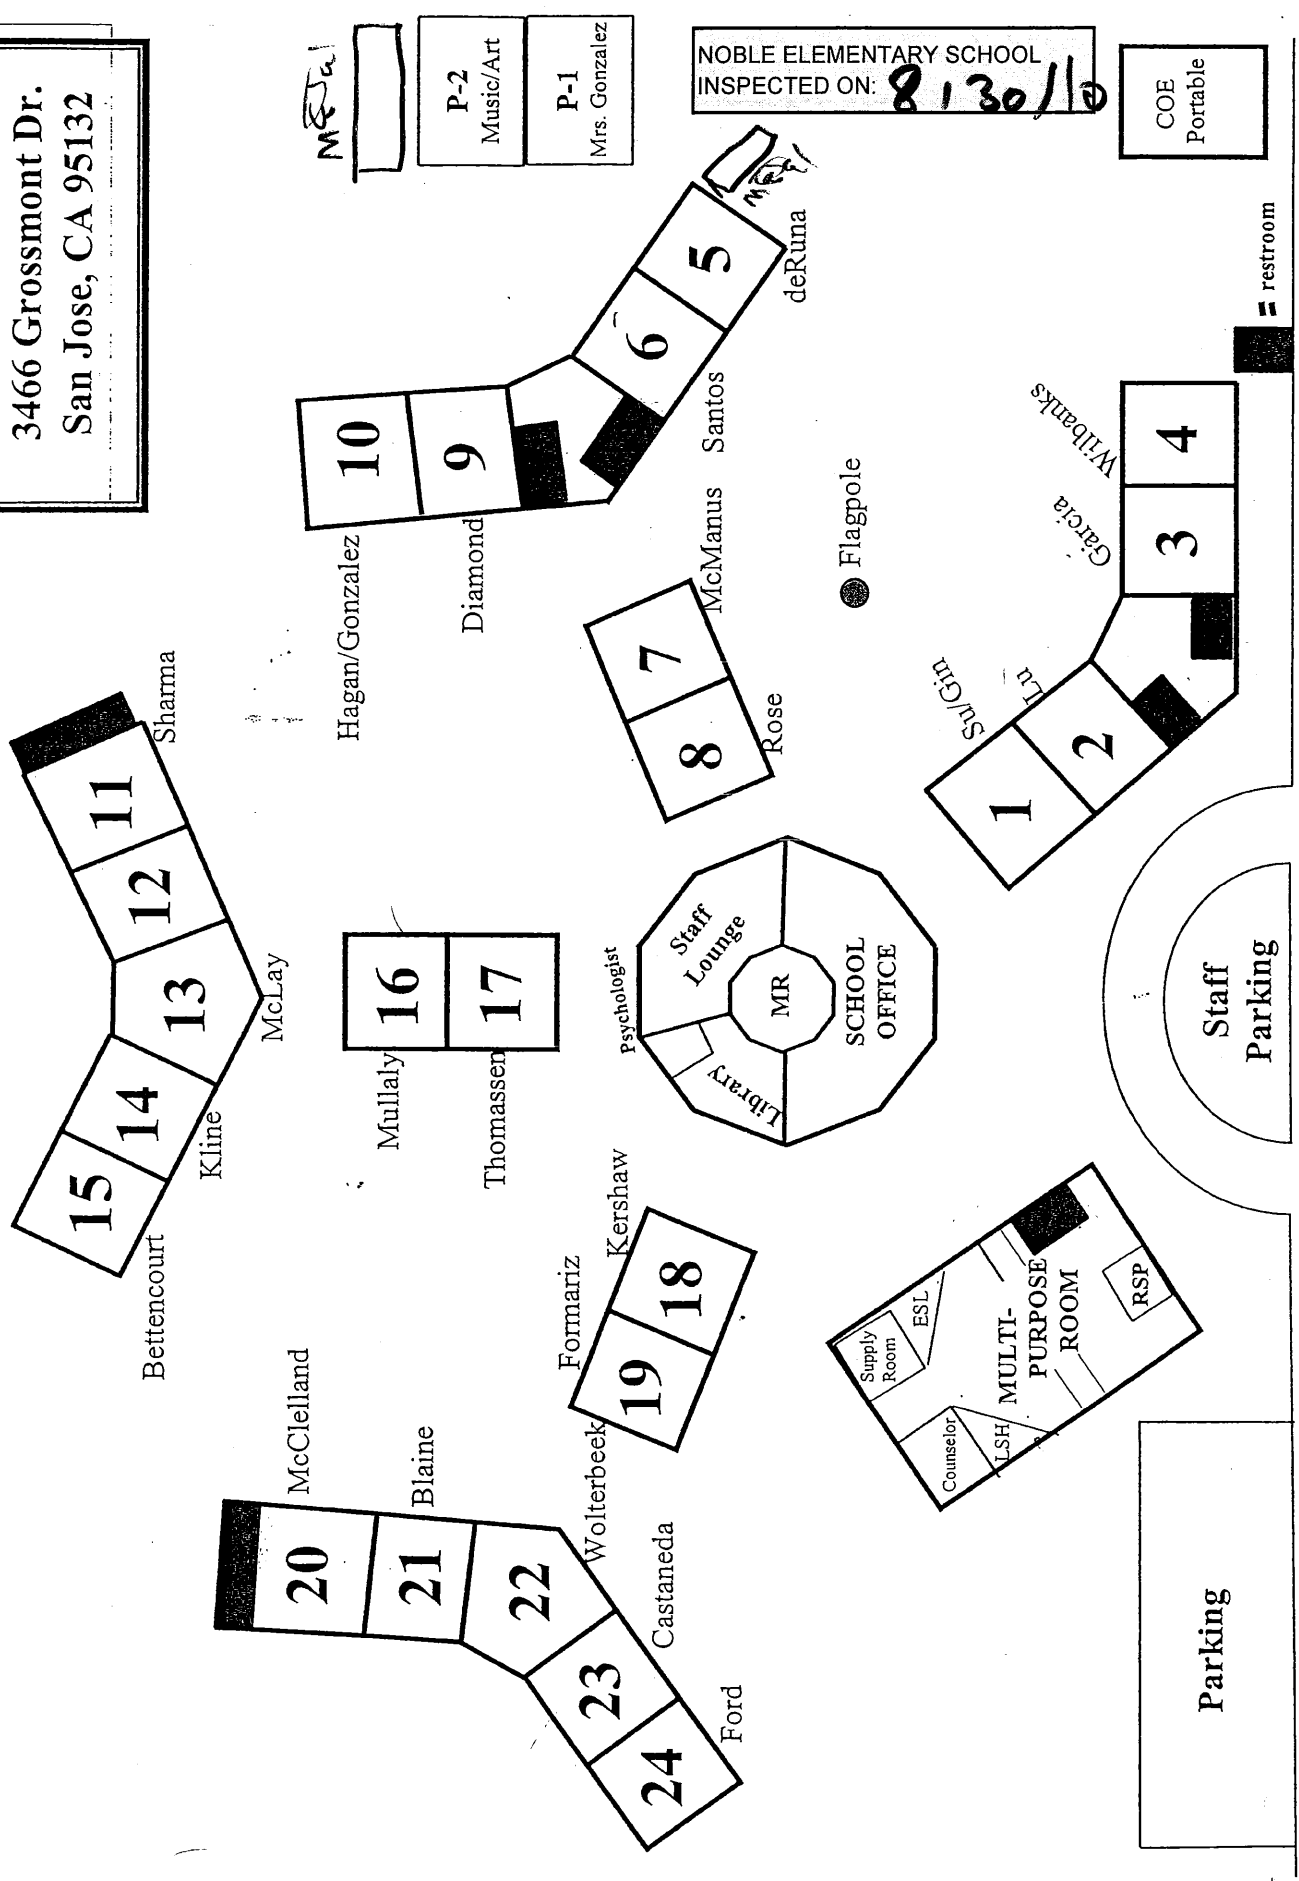 3466 Grossmont Dr.
San Jose, CA 95132
P-2
Music/Art
P-1
Mrs. Gonzalez
NOBLE ELEMENTARY SCHOOL
INSPECTED ON: 8/30/10
COE
Portable
= restroom
5
deRuna
6
Santos
9
Diamond
10
Hagan/Gonzalez
7
McManus
8
Rose
Flagpole
4
Wilbanks
3
Garcia
2
Lu
1
Su/Gin
11
Sharma
12
13
McLay
14
Kline
15
Bettencourt
16
Mullaly
17
Thomassen
Psychologist
Staff
Lounge
MR
Library
SCHOOL
OFFICE
Staff
Parking
18
Kershaw
19
Formariz
20
McClelland
21
Blaine
22
Wolterbeek
23
Castaneda
24
Ford
Supply
Room
ESL
Counselor
LSH
MULTI-
PURPOSE
ROOM
RSP
Parking